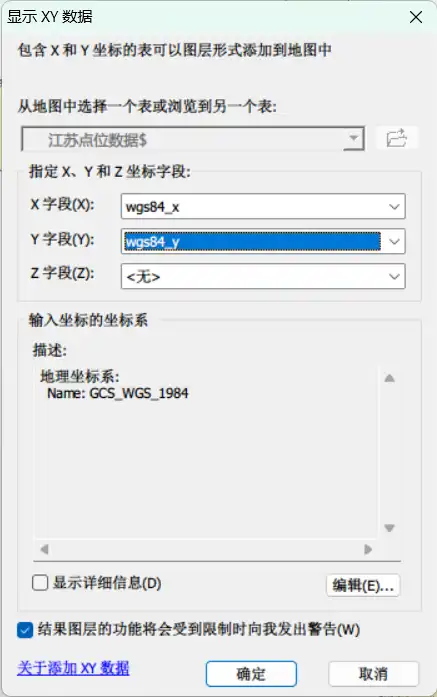 显示 XY 数据
包含 X 和 Y 坐标的表可以图层形式添加到地图中
从地图中选择一个表或浏览到另一个表:
江苏点位数据$
指定 X、Y 和 Z 坐标字段:
X 字段(X):
wgs84_x
Y 字段(Y):
wgs84_y
Z 字段(Z):
<无>
输入坐标的坐标系
描述:
地理坐标系:
Name: GCS_WGS_1984
显示详细信息(D)
编辑(E)...
结果图层的功能将会受到限制时向我发出警告(W)
关于添加 XY 数据
确定
取消